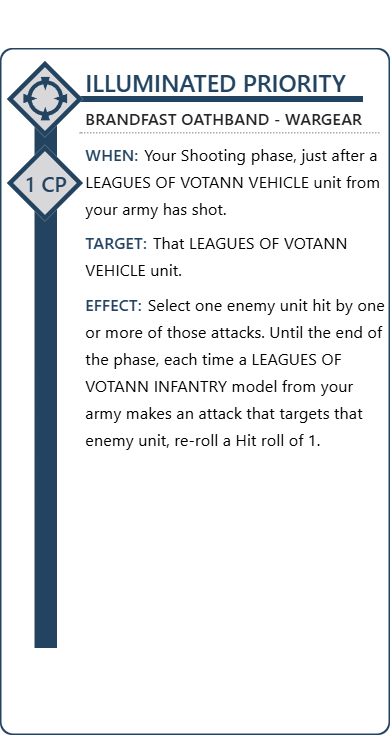 ILLUMINATED PRIORITY
BRANDFAST OATHBAND - WARGEAR
1 CP
WHEN: Your Shooting phase, just after a
LEAGUES OF VOTANN VEHICLE unit from
your army has shot.
TARGET: That LEAGUES OF VOTANN
VEHICLE unit.
EFFECT: Select one enemy unit hit by one
or more of those attacks. Until the end of
the phase, each time a LEAGUES OF
VOTANN INFANTRY model from your
army makes an attack that targets that
enemy unit, re-roll a Hit roll of 1.